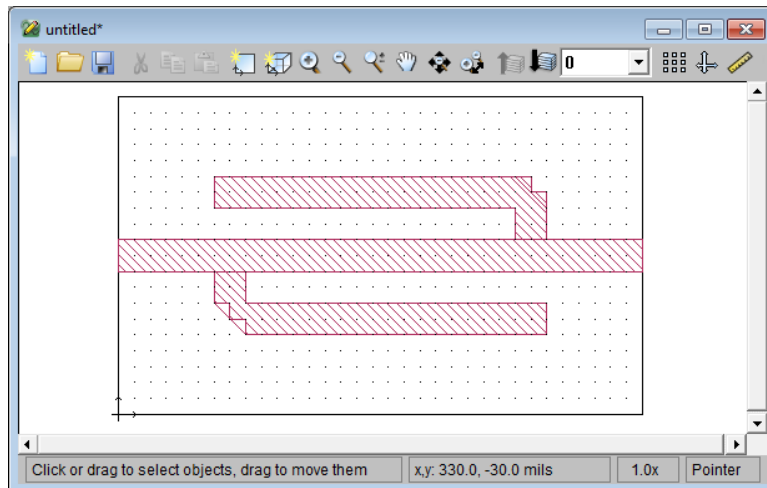 untitled*
0
Click or drag to select objects, drag to move them
x,y: 330.0, -30.0 mils
1.0x
Pointer